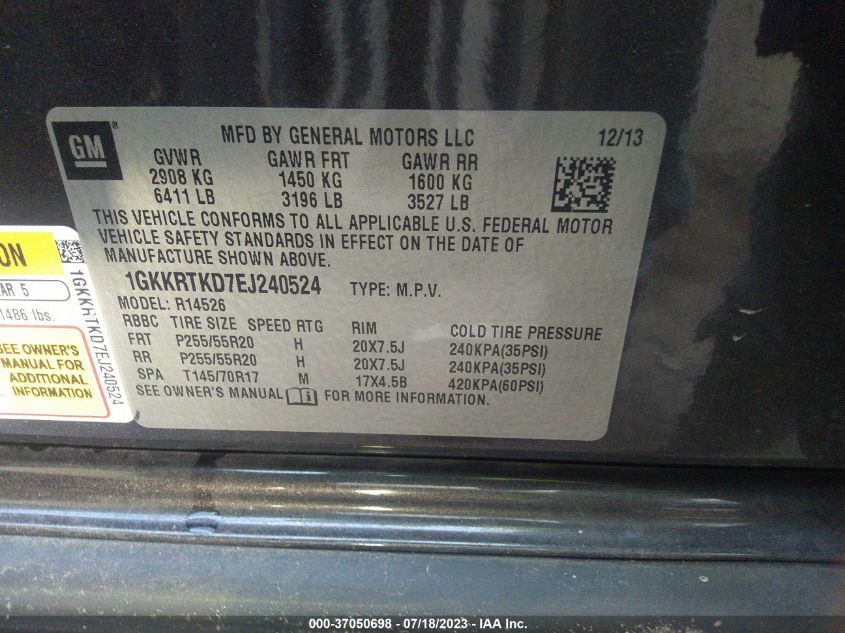 GM ®
MFD BY GENERAL MOTORS LLC 12/13
GVWR GAWR FRT GAWR RR
2908 KG 1450 KG 1600 KG
6411 LB 3196 LB 3527 LB
THIS VEHICLE CONFORMS TO ALL APPLICABLE U.S. FEDERAL MOTOR
VEHICLE SAFETY STANDARDS IN EFFECT ON THE DATE OF
MANUFACTURE SHOWN ABOVE.
1GKKRTKD7EJ240524 TYPE: M.P.V.
MODEL: R14526
RBBC TIRE SIZE SPEED RTG RIM COLD TIRE PRESSURE
FRT P255/55R20 H 20X7.5J 240KPA(35PSI)
RR P255/55R20 H 20X7.5J 240KPA(35PSI)
SPA T145/70R17 M 17X4.5B 420KPA(60PSI)
SEE OWNER'S MANUAL FOR MORE INFORMATION.
ON
AR 5
1486 lbs.
SEE OWNER'S
MANUAL FOR
ADDITIONAL
INFORMATION
1GKKRTKD7EJ240524
000-37050698 - 07/18/2023 - IAA Inc.